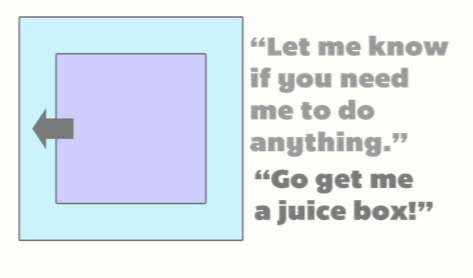 “Let me know
if you need
me to do
anything.”
“Go get me
a juice box!”